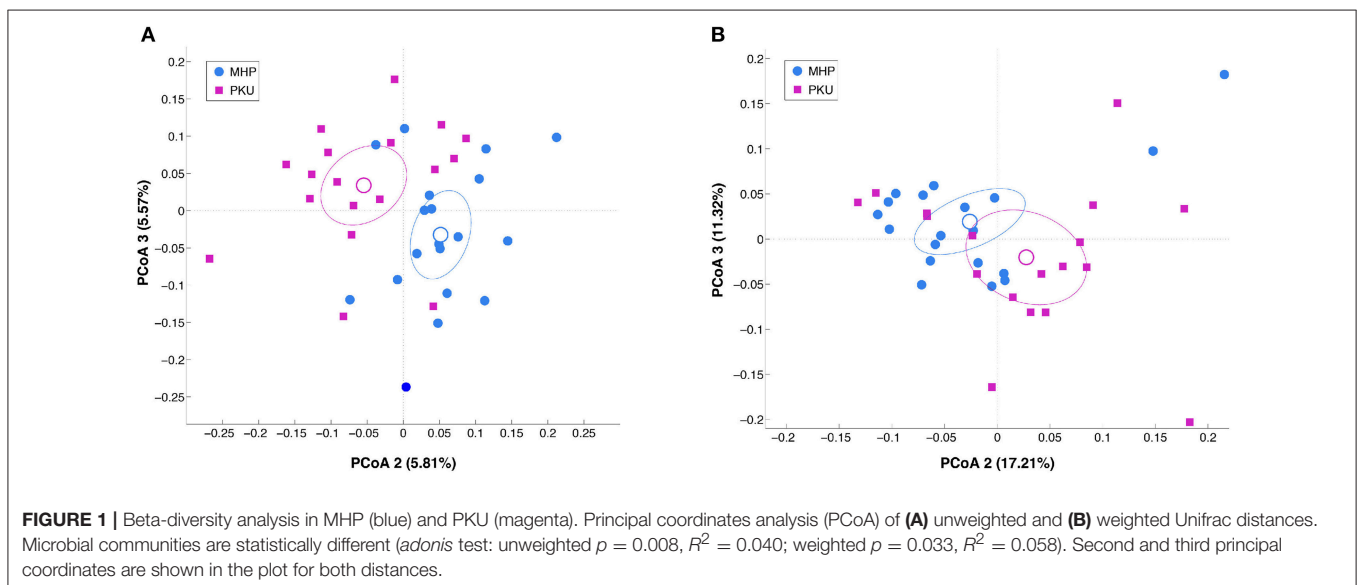 A
MHP
PKU
0.2
0.15
0.1
0.05
0
−0.05
−0.1
−0.15
−0.2
−0.25
PCoA 3 (5.57%)
−0.25 −0.2 −0.15 −0.1 −0.05 0 0.05 0.1 0.15 0.2 0.25
PCoA 2 (5.81%)
B
MHP
PKU
0.2
0.15
0.1
0.05
0
−0.05
−0.1
−0.15
−0.2
PCoA 3 (11.32%)
−0.2 −0.15 −0.1 −0.05 0 0.05 0.1 0.15 0.2
PCoA 2 (17.21%)
FIGURE 1 | Beta-diversity analysis in MHP (blue) and PKU (magenta). Principal coordinates analysis (PCoA) of (A) unweighted and (B) weighted Unifrac distances.
Microbial communities are statistically different (adonis test: unweighted p = 0.008, R² = 0.040; weighted p = 0.033, R² = 0.058). Second and third principal
coordinates are shown in the plot for both distances.